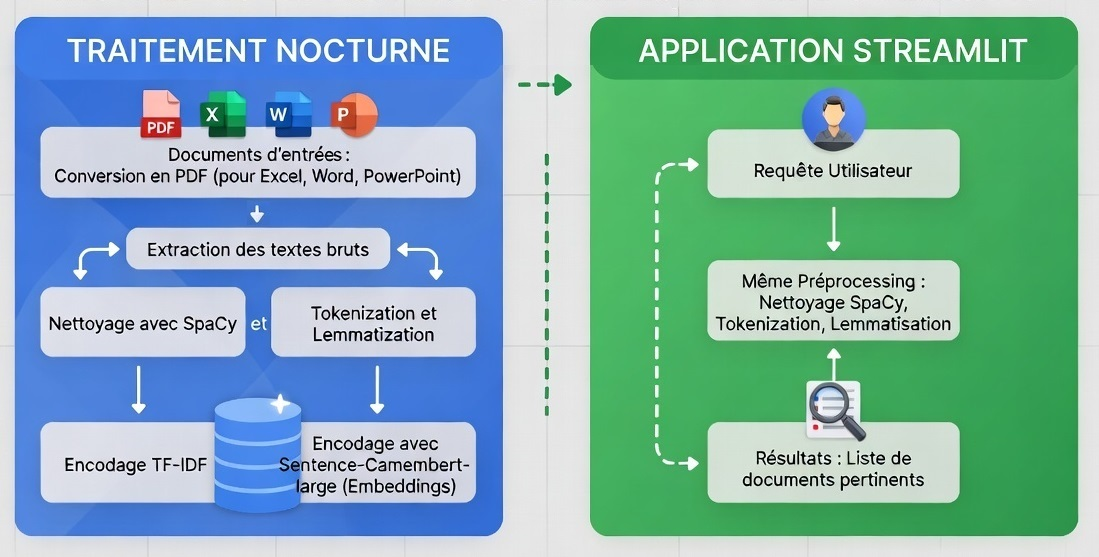 TRAITEMENT NOCTURNE
PDF
X
W
P
Documents d'entrées :
Conversion en PDF (pour Excel, Word, PowerPoint)
Extraction des textes bruts
Nettoyage avec SpaCy
et
Tokenization et
Lemmatization
Encodage TF-IDF
Encodage avec
Sentence-Camembert-
large (Embeddings)
APPLICATION STREAMLIT
Requête Utilisateur
Même Préprocessing :
Nettoyage SpaCy,
Tokenization, Lemmatisation
Résultats : Liste de
documents pertinents